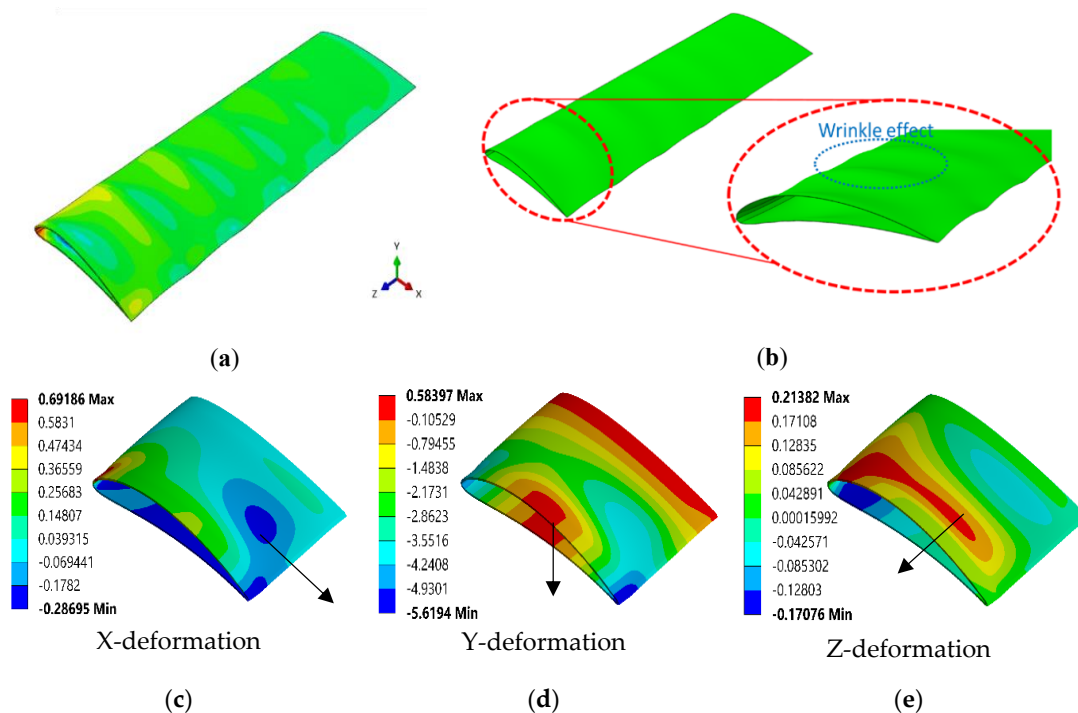 Y
Z
X
(a)
Wrinkle effect
(b)
0.69186 Max
0.5831
0.47434
0.36559
0.25683
0.14807
0.039315
-0.069441
-0.1782
-0.28695 Min
X-deformation
(c)
0.58397 Max
-0.10529
-0.79455
-1.4838
-2.1731
-2.8623
-3.5516
-4.2408
-4.9301
-5.6194 Min
Y-deformation
(d)
0.21382 Max
0.17108
0.12835
0.085622
0.042891
0.00015992
-0.042571
-0.085302
-0.12803
-0.17076 Min
Z-deformation
(e)